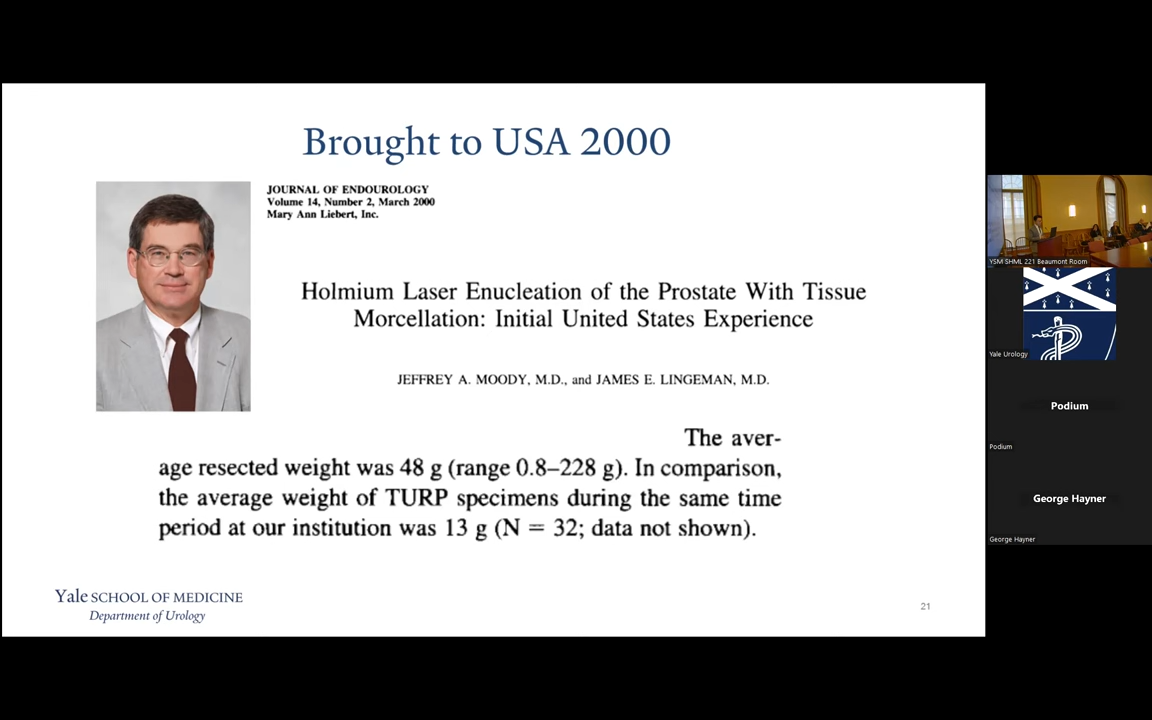 Brought to USA 2000
JOURNAL OF ENDOUROLOGY
Volume 14, Number 2, March 2000
Mary Ann Liebert, Inc.
Holmium Laser Enucleation of the Prostate With Tissue
Morcellation: Initial United States Experience
JEFFREY A. MOODY, M.D., and JAMES E. LINGEMAN, M.D.
The aver-
age resected weight was 48 g (range 0.8–228 g). In comparison,
the average weight of TURP specimens during the same time
period at our institution was 13 g (N = 32; data not shown).
Yale SCHOOL OF MEDICINE
Department of Urology
21
YSM SHML 221 Beaumont Room
Yale Urology
Podium
Podium
George Hayner
George Hayner